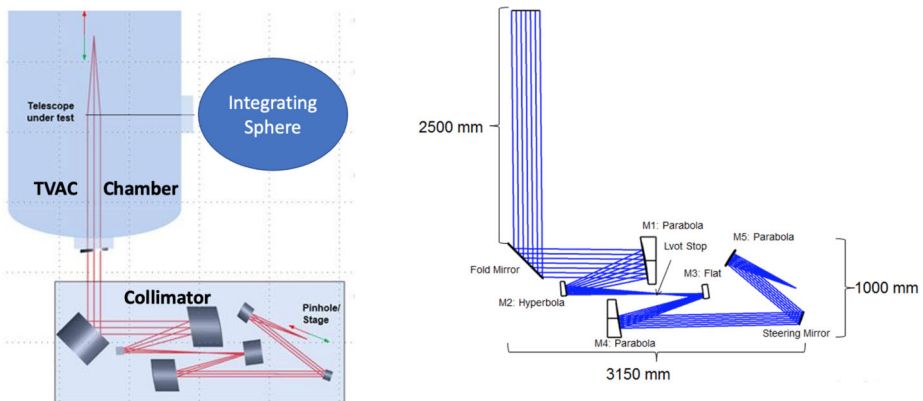 Telescope
under test
Integrating
Sphere
TVAC Chamber
Collimator
Pinhole/
Stage
2500 mm
Fold Mirror
M1: Parabola
Lvot Stop
M5: Parabola
M3: Flat
M2: Hyperbola
1000 mm
M4: Parabola
Steering Mirror
3150 mm